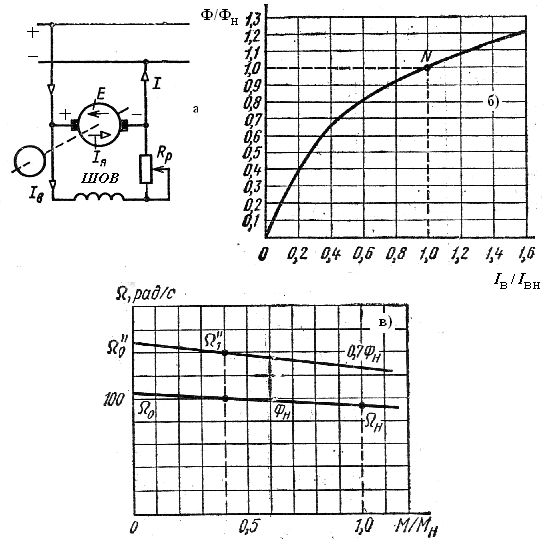 +
−
а
E
+
−
I
Iя
Rр
Iв
ШОВ
Ф/Фн
1,3
1,2
1,1
1,0
0,9
0,8
0,7
0,6
0,5
0,4
0,3
0,2
0,1
N
б)
0 0,2 0,4 0,6 0,8 1,0 1,2 1,4 1,6
Iв / Iвн
Ω, рад/с
в)
Ω₀''
Ω₁''
0,7Фн
100
Ω₀
Фн
Ωн
0 0,5 1,0 M/Mн